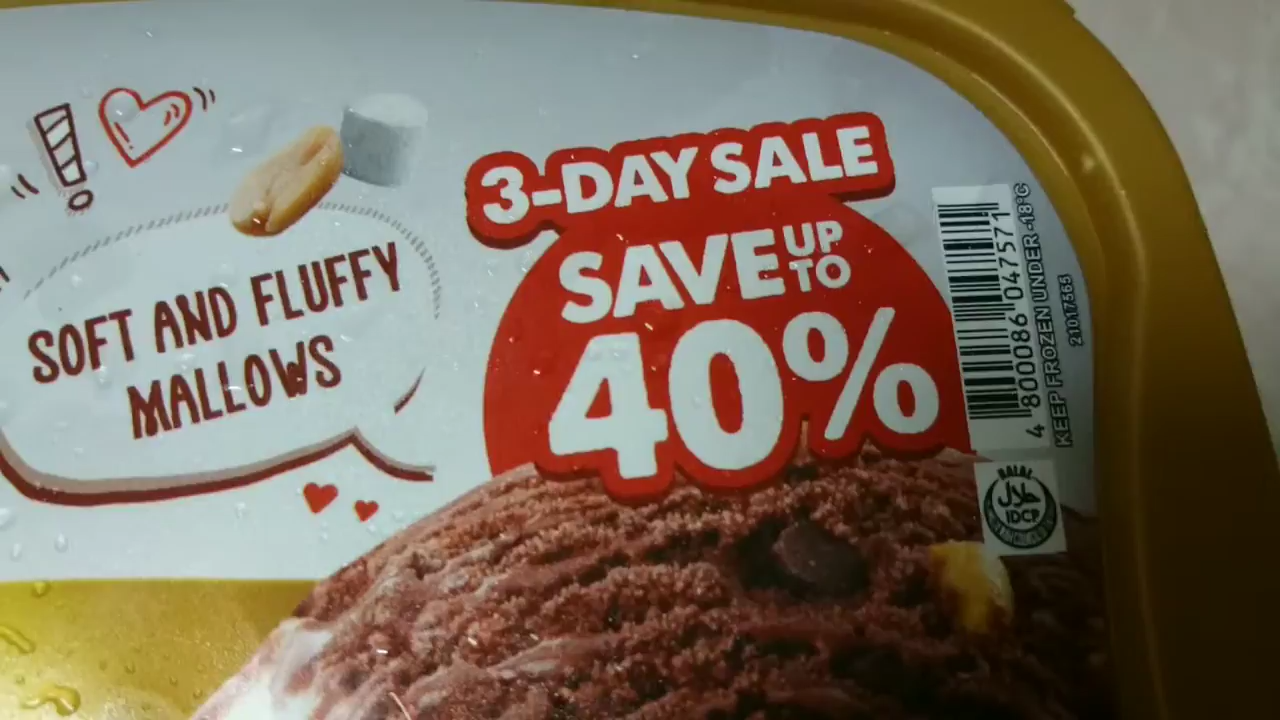 SOFT AND FLUFFY
MALLOWS
3-DAY SALE
SAVE UP TO
40%
4 800086 047571
KEEP FROZEN UNDER -18°C
21017565
HALAL
IDCP